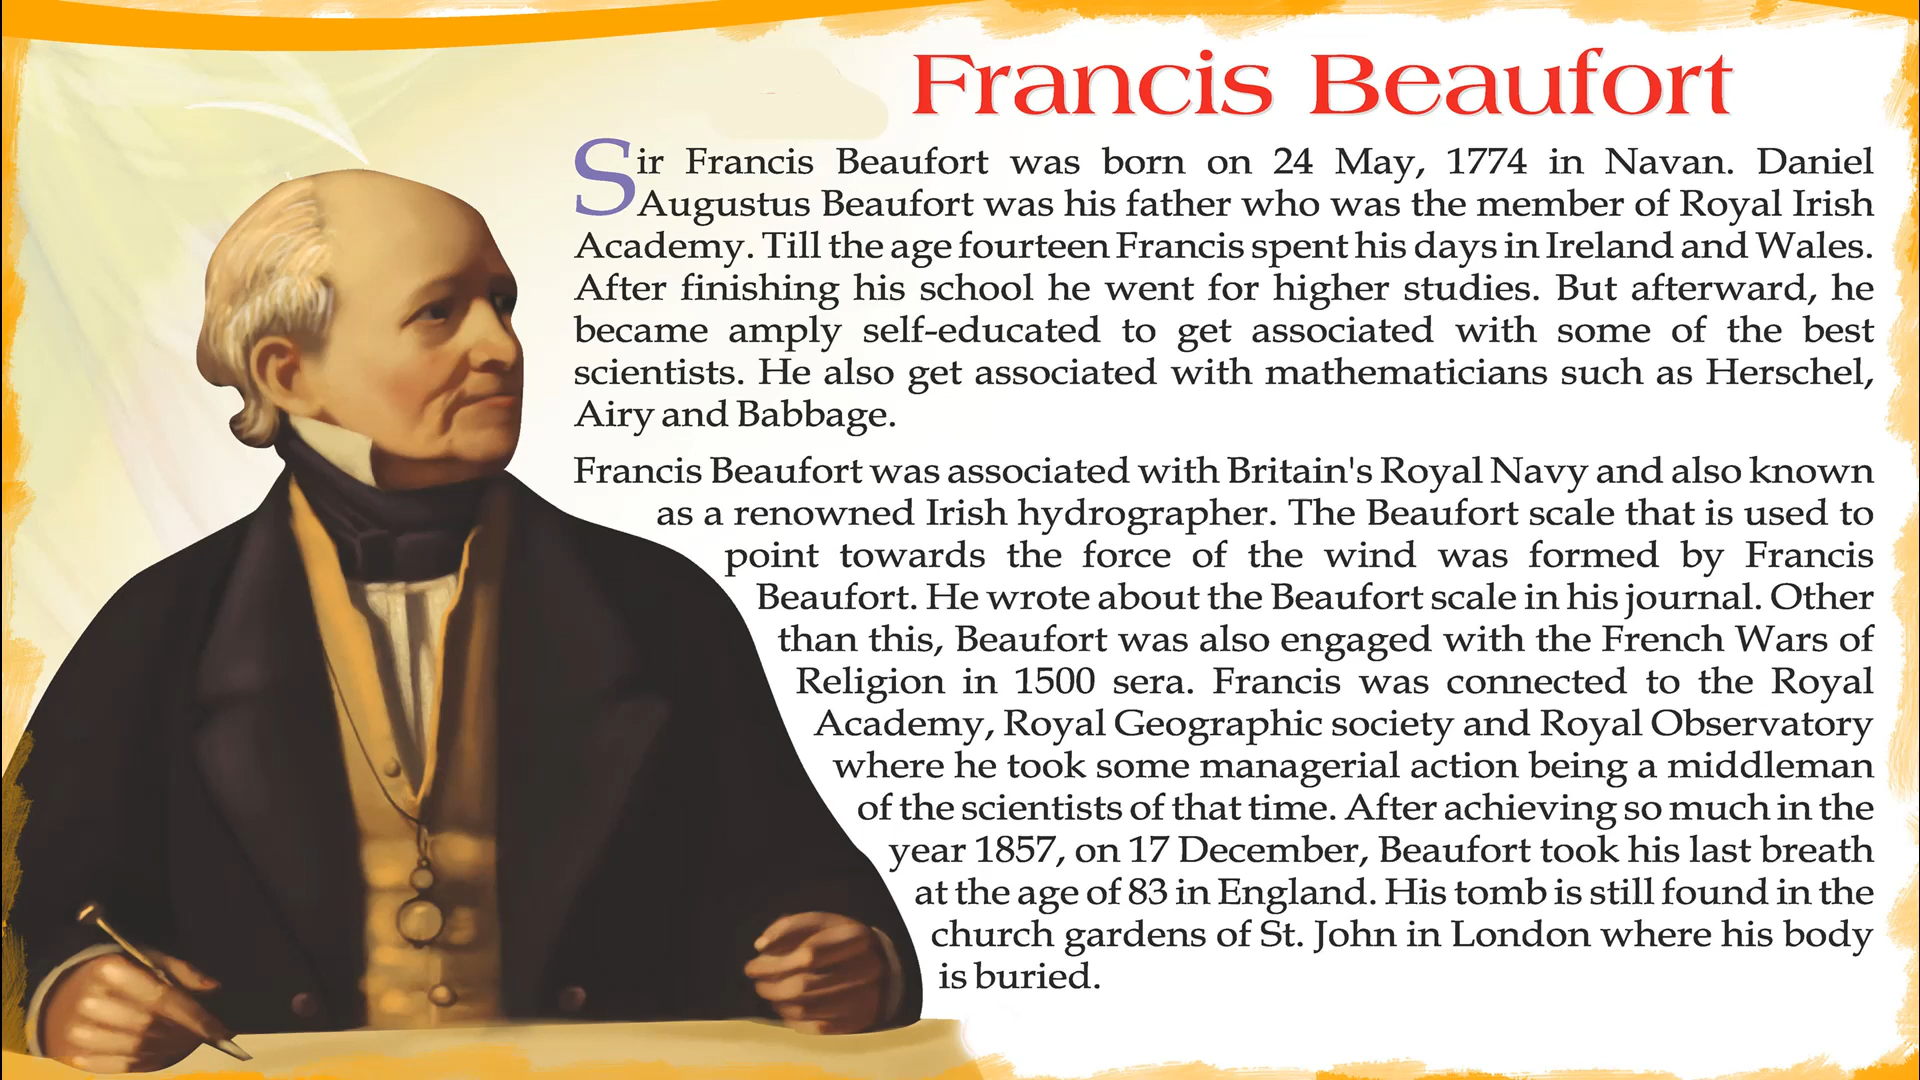 Francis Beaufort
Sir Francis Beaufort was born on 24 May, 1774 in Navan. Daniel
Augustus Beaufort was his father who was the member of Royal Irish
Academy. Till the age fourteen Francis spent his days in Ireland and Wales.
After finishing his school he went for higher studies. But afterward, he
became amply self-educated to get associated with some of the best
scientists. He also get associated with mathematicians such as Herschel,
Airy and Babbage.
Francis Beaufort was associated with Britain's Royal Navy and also known
as a renowned Irish hydrographer. The Beaufort scale that is used to
point towards the force of the wind was formed by Francis
Beaufort. He wrote about the Beaufort scale in his journal. Other
than this, Beaufort was also engaged with the French Wars of
Religion in 1500 sera. Francis was connected to the Royal
Academy, Royal Geographic society and Royal Observatory
where he took some managerial action being a middleman
of the scientists of that time. After achieving so much in the
year 1857, on 17 December, Beaufort took his last breath
at the age of 83 in England. His tomb is still found in the
church gardens of St. John in London where his body
is buried.